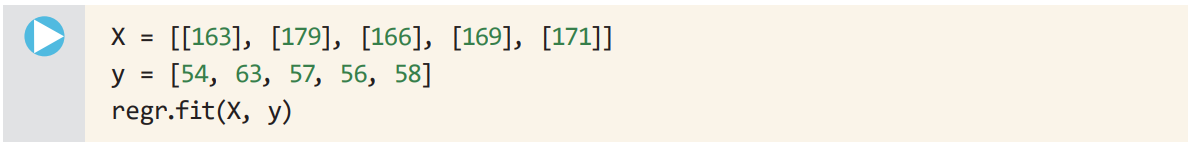 X = [[163], [179], [166], [169], [171]]
y = [54, 63, 57, 56, 58]
regr.fit(X, y)